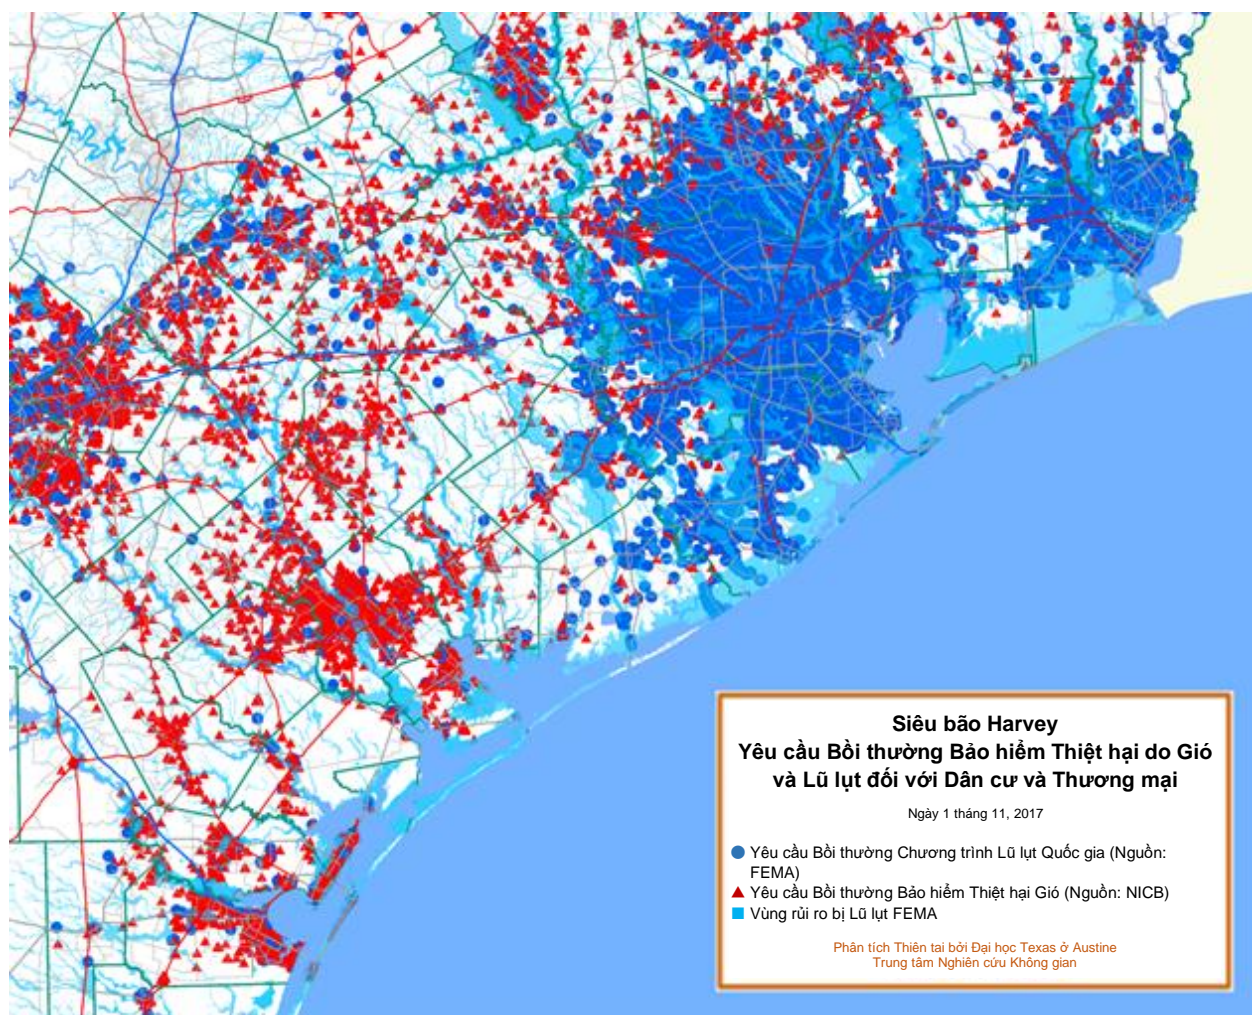 Siêu bão Harvey
Yêu cầu Bồi thường Bảo hiểm Thiệt hại do Gió
và Lũ lụt đối với Dân cư và Thương mại
Ngày 1 tháng 11, 2017
Yêu cầu Bồi thường Chương trình Lũ lụt Quốc gia (Nguồn:
FEMA)
Yêu cầu Bồi thường Bảo hiểm Thiệt hại Gió (Nguồn: NICB)
Vùng rủi ro bị Lũ lụt FEMA
Phân tích Thiên tai bởi Đại học Texas ở Austine
Trung tâm Nghiên cứu Không gian